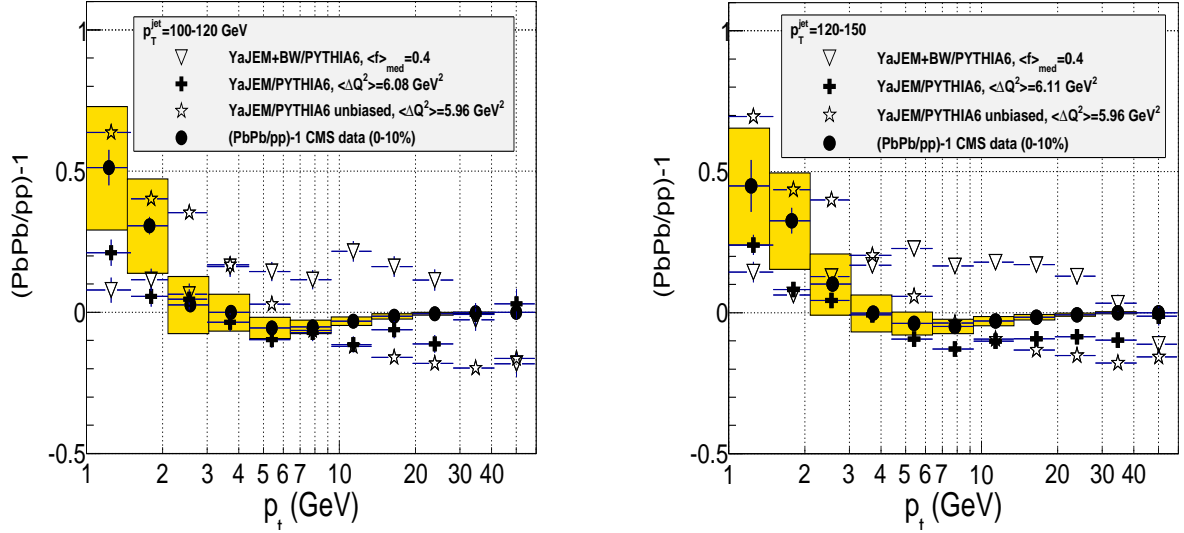 p_T^jet=100-120 GeV
YaJEM+BW/PYTHIA6, <f>_med=0.4
YaJEM/PYTHIA6, <ΔQ²>=6.08 GeV²
YaJEM/PYTHIA6 unbiased, <ΔQ²>=5.96 GeV²
(PbPb/pp)-1 CMS data (0-10%)
(PbPb/pp)-1
1
0.5
0
-0.5
1 2 3 4 5 6 7 10 20 30 40
p_t (GeV)
p_T^jet=120-150
YaJEM+BW/PYTHIA6, <f>_med=0.4
YaJEM/PYTHIA6, <ΔQ²>=6.11 GeV²
YaJEM/PYTHIA6 unbiased, <ΔQ²>=5.96 GeV²
(PbPb/pp)-1 CMS data (0-10%)
(PbPb/pp)-1
1
0.5
0
-0.5
1 2 3 4 5 6 7 10 20 30 40
p_t (GeV)